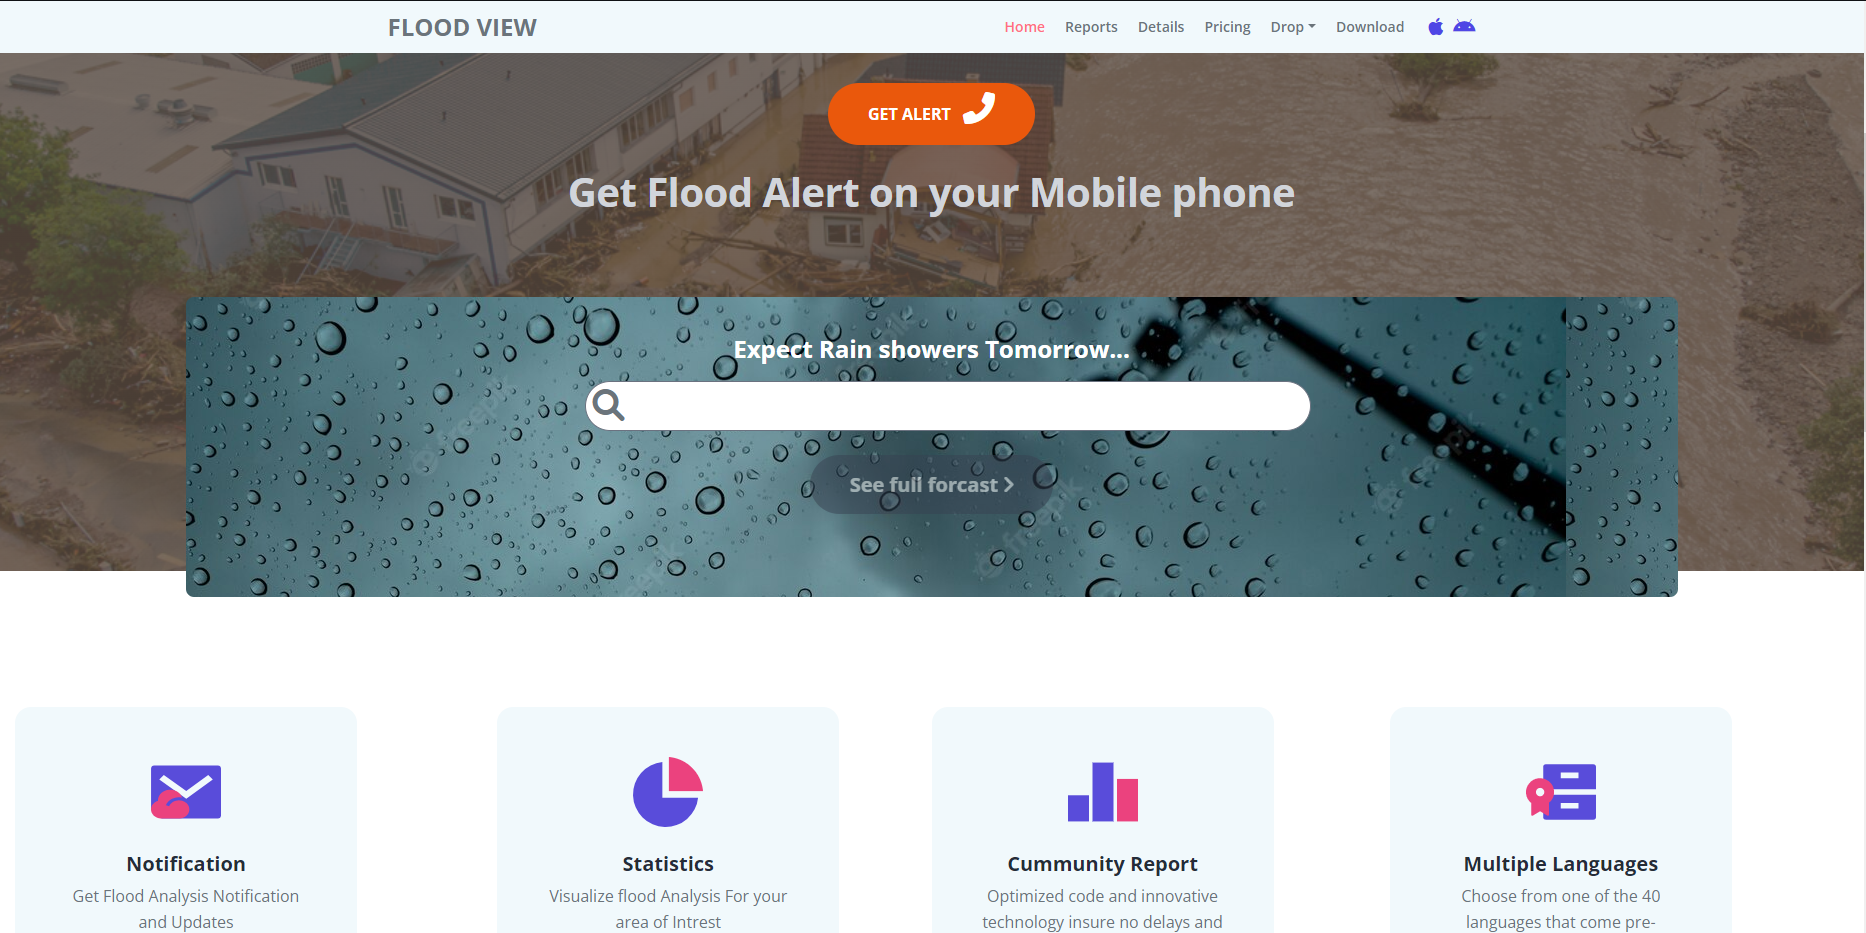 FLOOD VIEW
Home Reports Details Pricing Drop Download
GET ALERT
Get Flood Alert on your Mobile phone
Expect Rain showers Tomorrow...
See full forcast
freepik
freepik
Notification
Get Flood Analysis Notification
and Updates
Statistics
Visualize flood Analysis For your
area of Intrest
Cummunity Report
Optimized code and innovative
technology insure no delays and
Multiple Languages
Choose from one of the 40
languages that come pre-